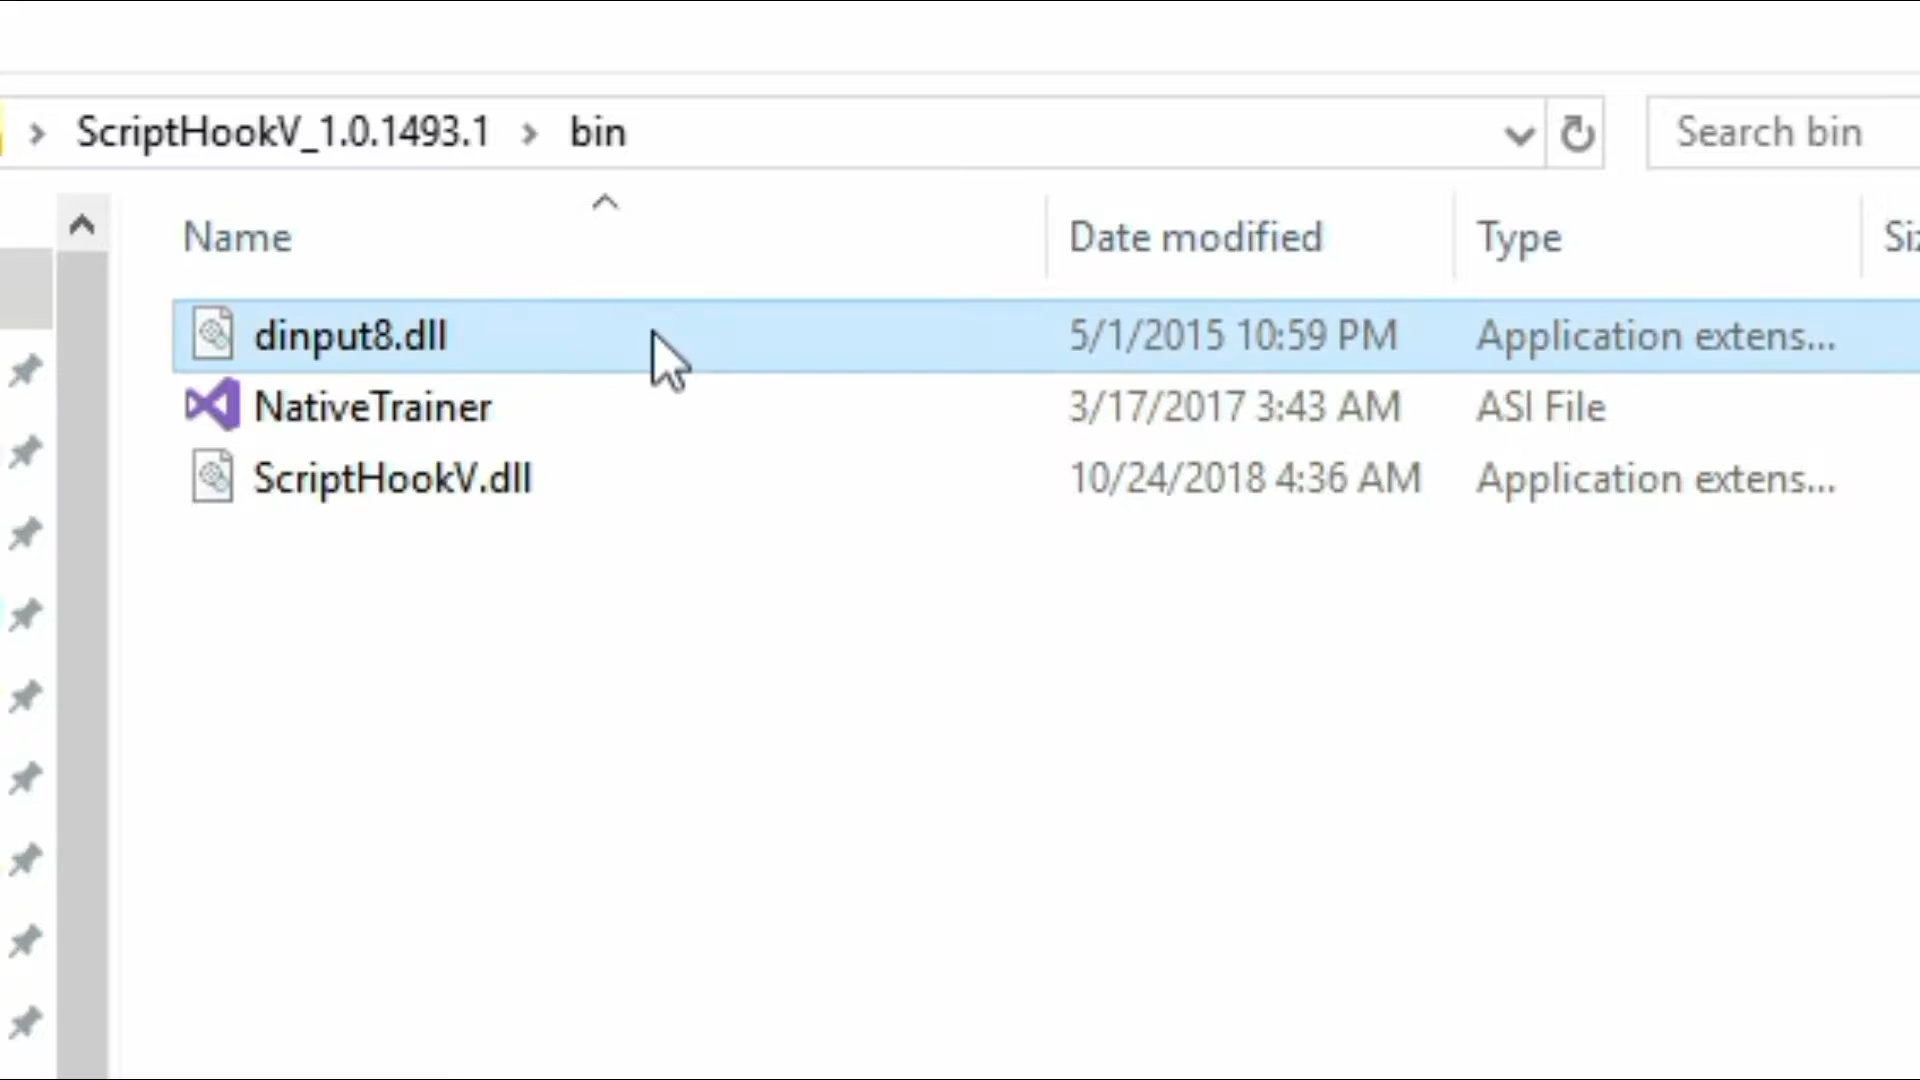 ScriptHookV_1.0.1493.1 > bin Search bin
Name Date modified Type
dinput8.dll 5/1/2015 10:59 PM Application extens...
NativeTrainer 3/17/2017 3:43 AM ASI File
ScriptHookV.dll 10/24/2018 4:36 AM Application extens...